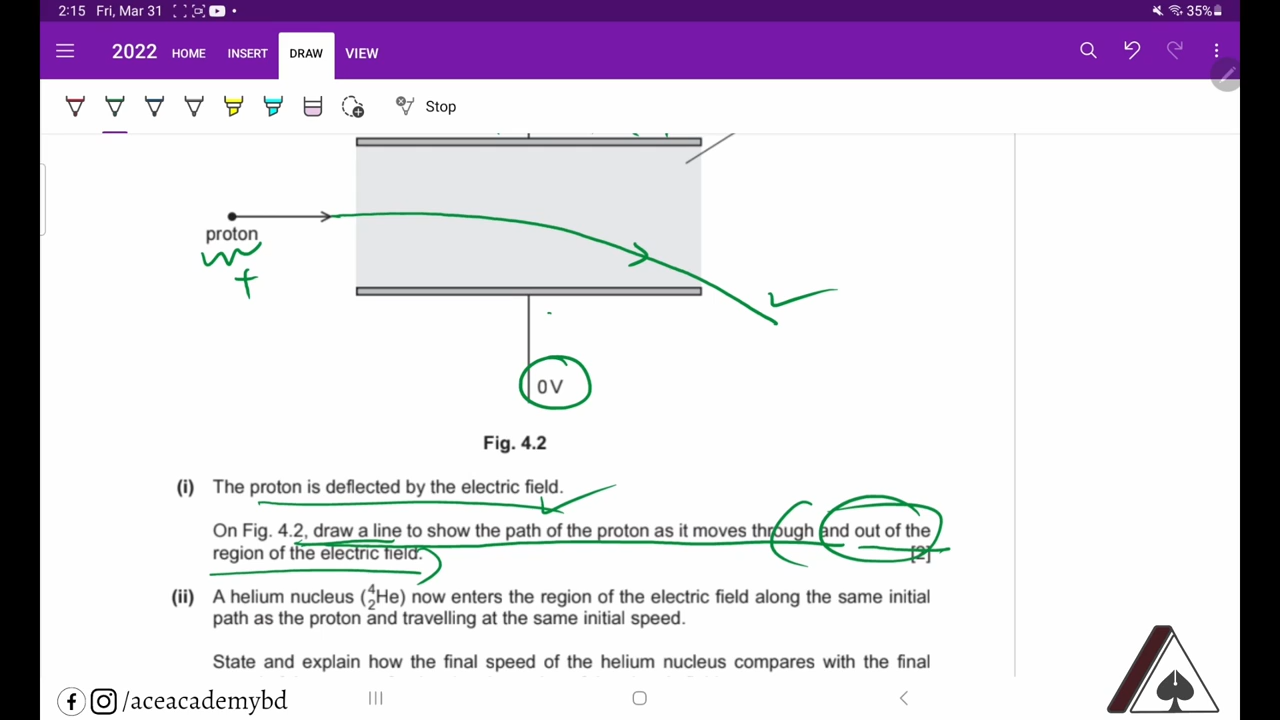 2:15 Fri, Mar 31
35%
2022 HOME INSERT DRAW VIEW
Stop
proton
+
0 V
Fig. 4.2
(i) The proton is deflected by the electric field.
On Fig. 4.2, draw a line to show the path of the proton as it moves through and out of the
region of the electric field.
[2]
(ii) A helium nucleus (⁴₂He) now enters the region of the electric field along the same initial
path as the proton and travelling at the same initial speed.
State and explain how the final speed of the helium nucleus compares with the final
/aceacademybd